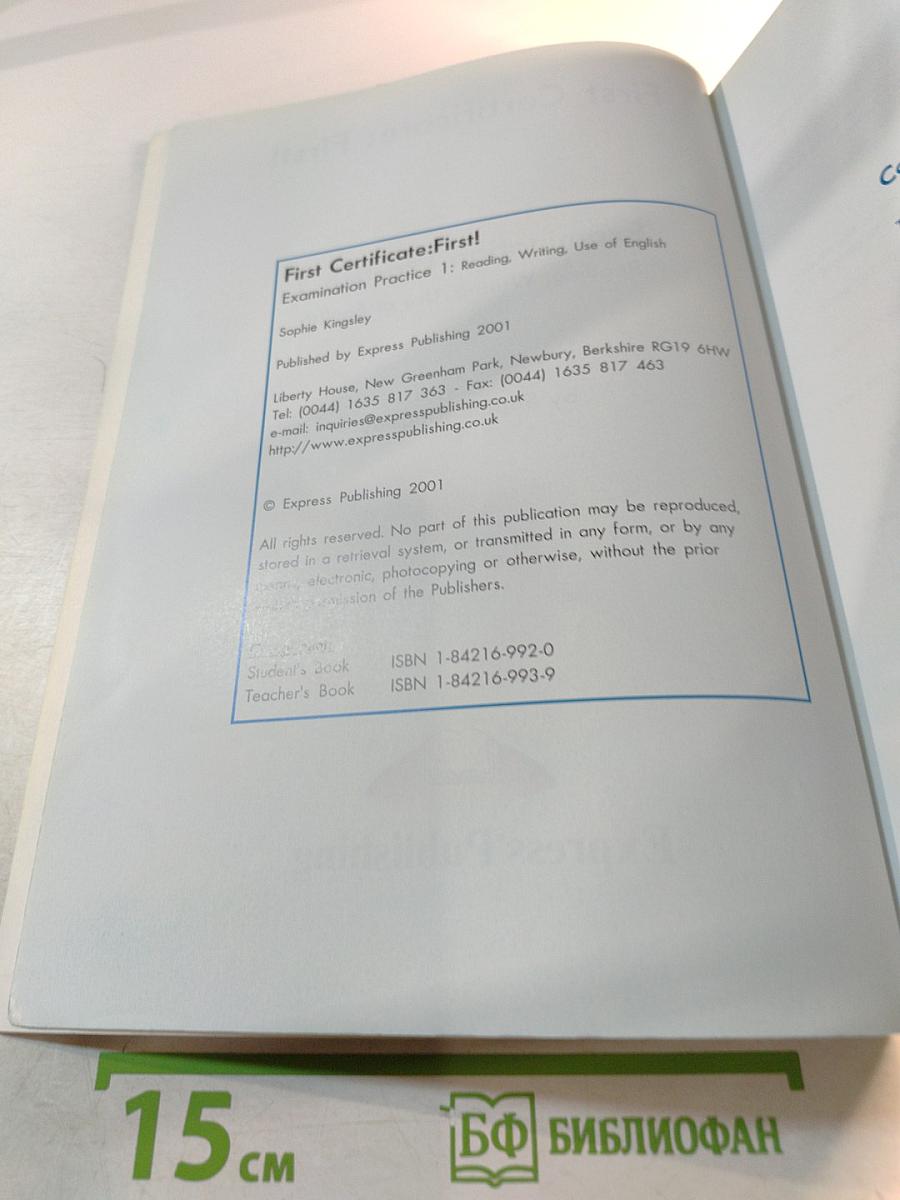 First Certificate:First!
Examination Practice 1: Reading, Writing, Use of English
Sophie Kingsley
Published by Express Publishing 2001
Liberty House, New Greenham Park, Newbury, Berkshire RG19 6HW
Tel: (0044) 1635 817 363 - Fax: (0044) 1635 817 463
e-mail: inquiries@expresspublishing.co.uk
http://www.expresspublishing.co.uk
© Express Publishing 2001
All rights reserved. No part of this publication may be reproduced,
stored in a retrieval system, or transmitted in any form, or by any
electronic, photocopying or otherwise, without the prior
of the Publishers.
Student's Book ISBN 1-84216-992-0
Teacher's Book ISBN 1-84216-993-9
Express Publishing
15 см
БФ БИБЛИОФАН